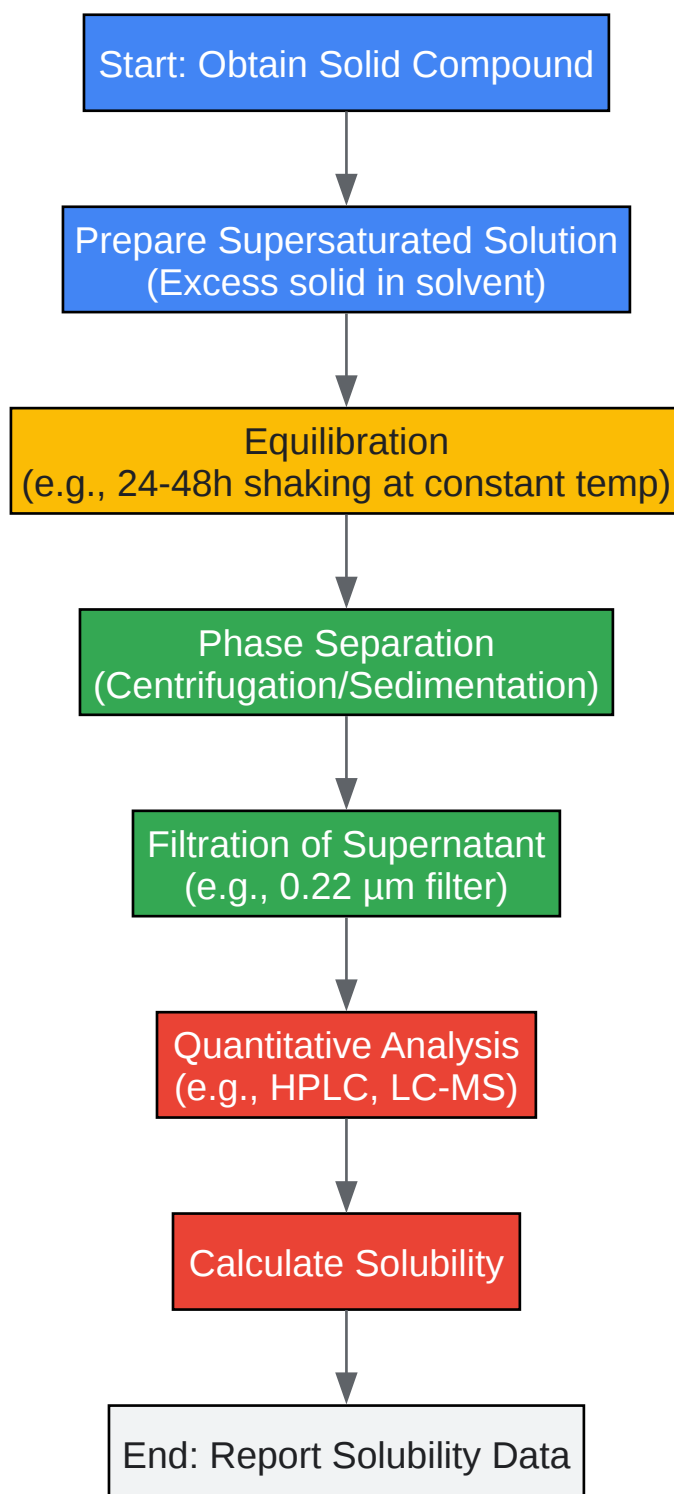 Start: Obtain Solid Compound
Prepare Supersaturated Solution
(Excess solid in solvent)
Equilibration
(e.g., 24-48h shaking at constant temp)
Phase Separation
(Centrifugation/Sedimentation)
Filtration of Supernatant
(e.g., 0.22 µm filter)
Quantitative Analysis
(e.g., HPLC, LC-MS)
Calculate Solubility
End: Report Solubility Data